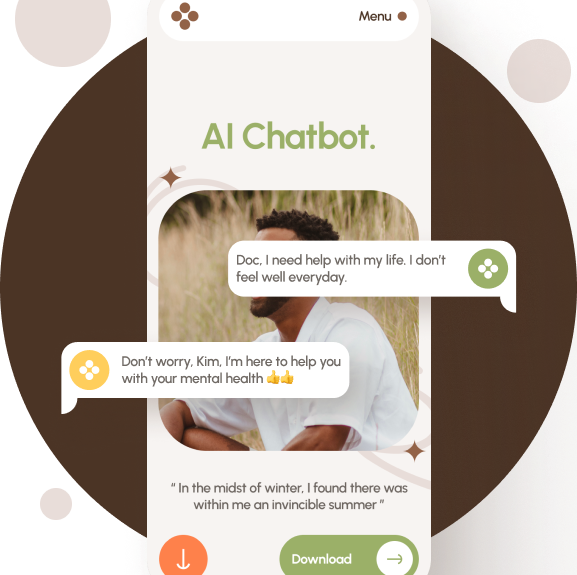 Menu
AI Chatbot.
Doc, I need help with my life. I don't
feel well everyday.
Don't worry, Kim, I'm here to help you
with your mental health 👍👍
“ In the midst of winter, I found there was
within me an invincible summer ”
Download